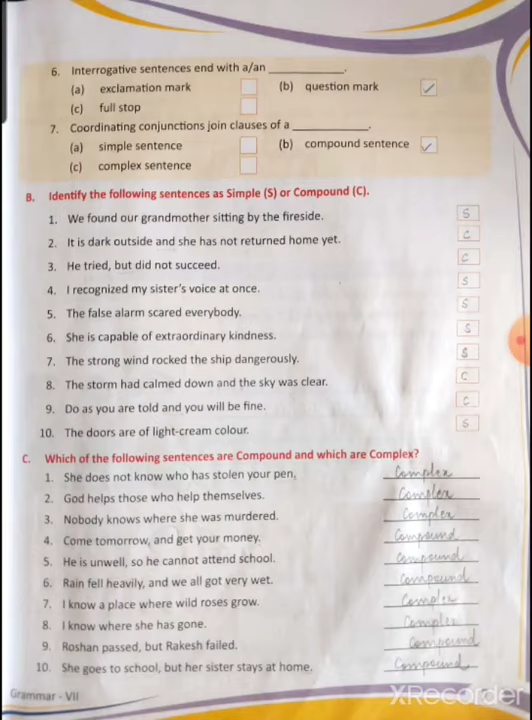 6. Interrogative sentences end with a/an ____________.
(a) exclamation mark (b) question mark ✓
(c) full stop
7. Coordinating conjunctions join clauses of a ____________.
(a) simple sentence (b) compound sentence ✓
(c) complex sentence
B. Identify the following sentences as Simple (S) or Compound (C).
1. We found our grandmother sitting by the fireside. S
2. It is dark outside and she has not returned home yet. C
3. He tried, but did not succeed. C
4. I recognized my sister's voice at once. S
5. The false alarm scared everybody. S
6. She is capable of extraordinary kindness. S
7. The strong wind rocked the ship dangerously. S
8. The storm had calmed down and the sky was clear. C
9. Do as you are told and you will be fine. C
10. The doors are of light-cream colour. S
C. Which of the following sentences are Compound and which are Complex?
1. She does not know who has stolen your pen, Complex
2. God helps those who help themselves. Complex
3. Nobody knows where she was murdered. Complex
4. Come tomorrow, and get your money. Compound
5. He is unwell, so he cannot attend school. Compound
6. Rain fell heavily, and we all got very wet. Compound
7. I know a place where wild roses grow. Complex
8. I know where she has gone. Complex
9. Roshan passed, but Rakesh failed. Compound
10. She goes to school, but her sister stays at home. Compound
Grammar - VII
XRecorder